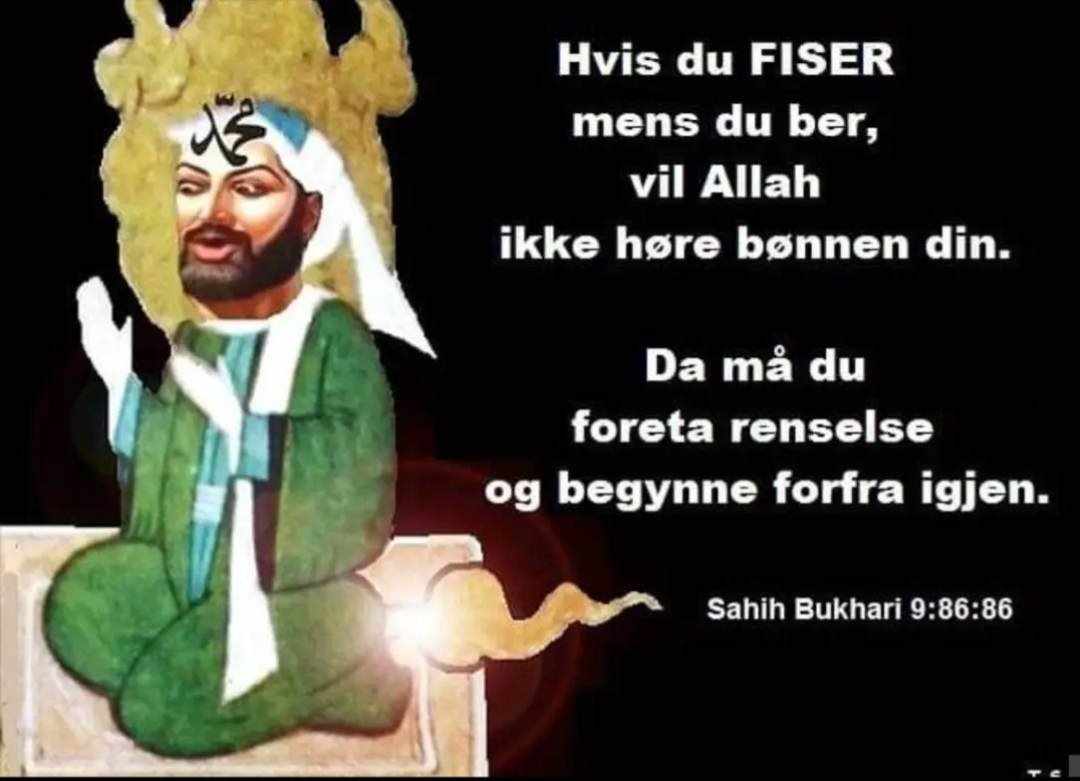 محمد
Hvis du FISER
mens du ber,
vil Allah
ikke høre bønnen din.
Da må du
foreta renselse
og begynne forfra igjen.
Sahih Bukhari 9:86:86